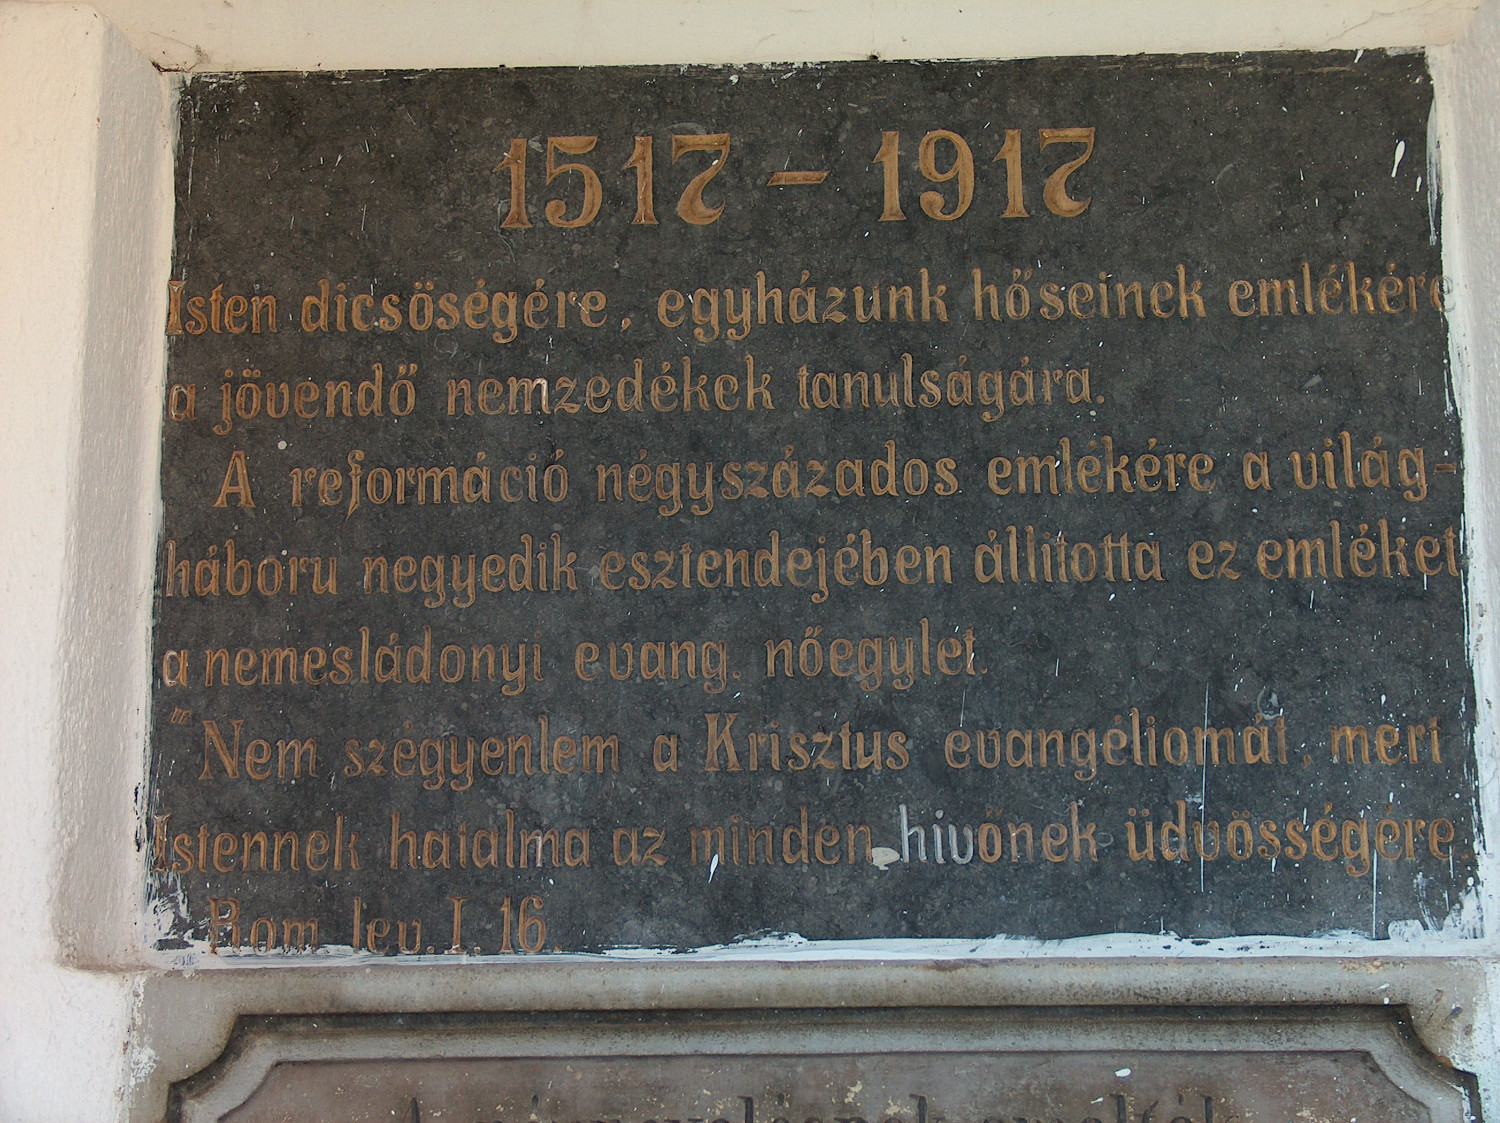 1517 – 1917
Isten dicsöségére, egyházunk hőseinek emlékére
a jövendő nemzedékek tanulságára.
A reformáció négyszázados emlékére a világ-
háboru negyedik esztendejében állitotta ez emléket
a nemesládonyi evang. nőegylet.
"Nem szégyenlem a Krisztus evangéliomát, mert
Istennek hatalma az minden hivőnek üdvösségére.
Rom lev. I. 16.
A